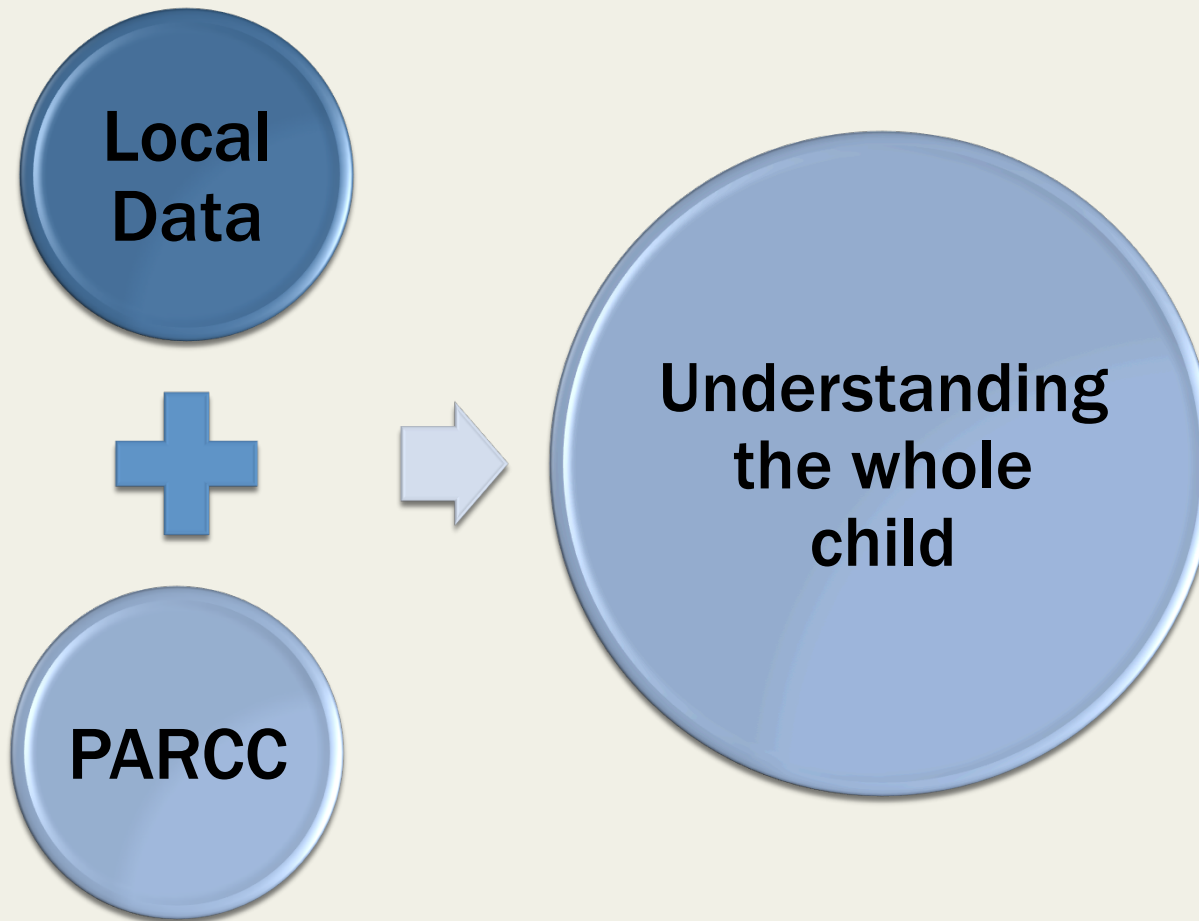 Local
Data
PARCC
Understanding
the whole
child